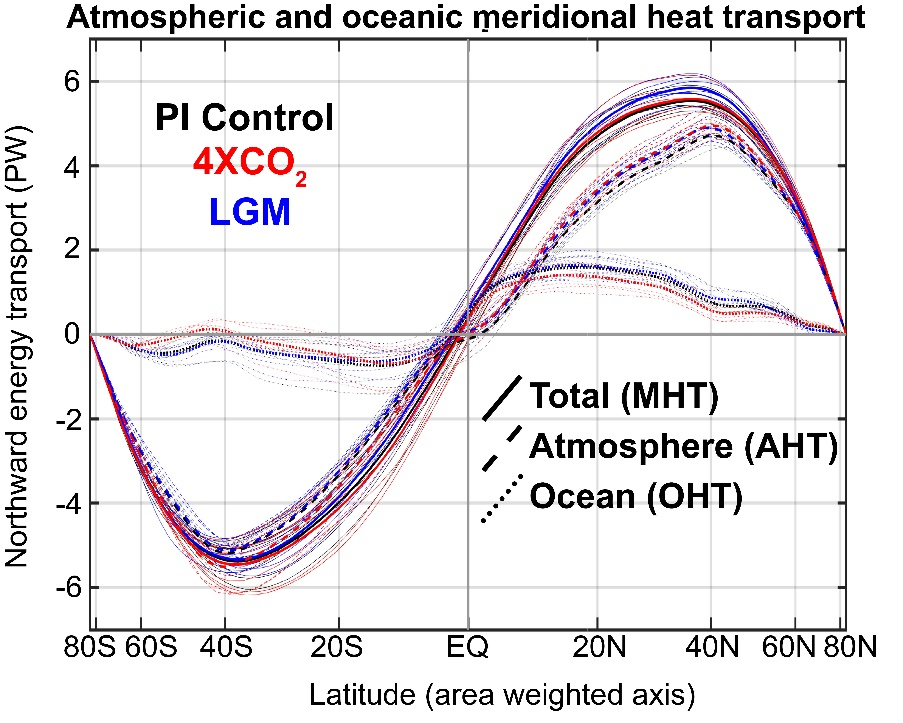 Atmospheric and oceanic meridional heat transport
PI Control
4XCO2
LGM
Total (MHT)
Atmosphere (AHT)
Ocean (OHT)
Northward energy transport (PW)
6
4
2
0
-2
-4
-6
80S 60S 40S 20S EQ 20N 40N 60N 80N
Latitude (area weighted axis)